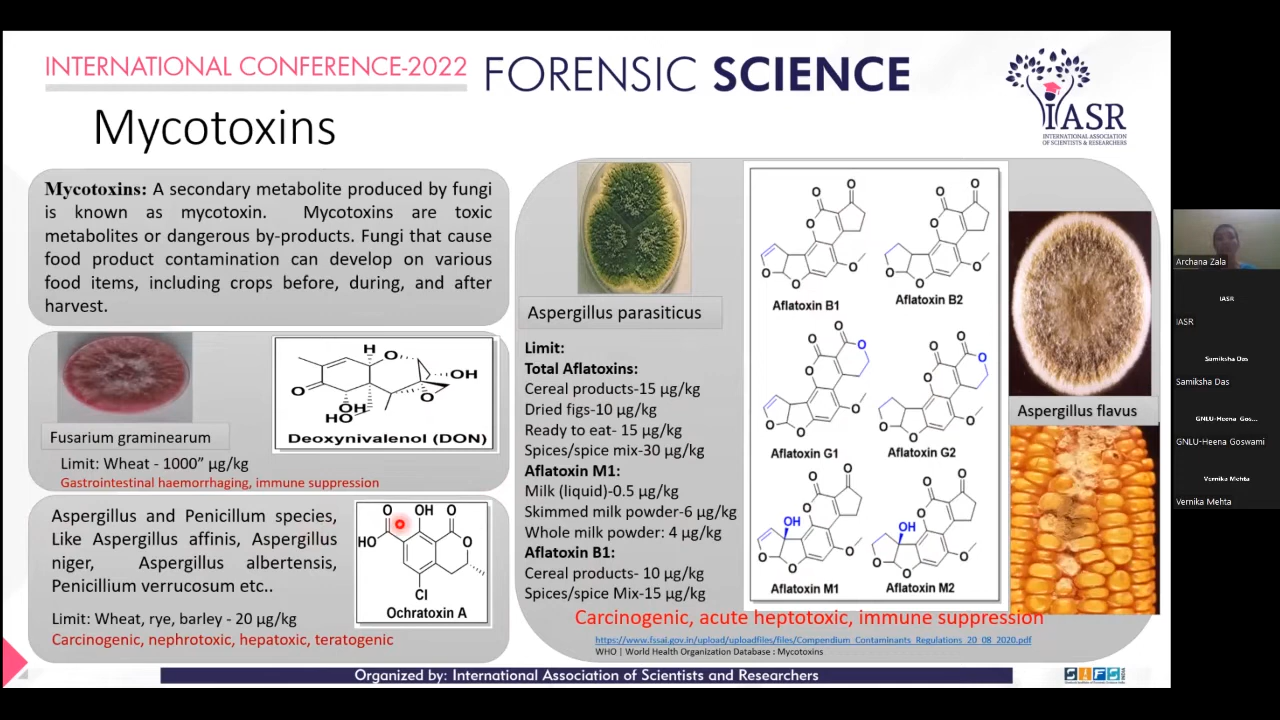 INTERNATIONAL CONFERENCE-2022 FORENSIC SCIENCE
IASR
INTERNATIONAL ASSOCIATION
OF SCIENTISTS & RESEARCHERS
Mycotoxins
Mycotoxins: A secondary metabolite produced by fungi
is known as mycotoxin. Mycotoxins are toxic
metabolites or dangerous by-products. Fungi that cause
food product contamination can develop on various
food items, including crops before, during, and after
harvest.
H
O
OH
O
O
OH
HO
Deoxynivalenol (DON)
Fusarium graminearum
Limit: Wheat - 1000” µg/kg
Gastrointestinal haemorrhaging, immune suppression
Aspergillus and Penicillum species,
Like Aspergillus affinis, Aspergillus
niger, Aspergillus albertensis,
Penicillium verrucosum etc..
Limit: Wheat, rye, barley - 20 µg/kg
Carcinogenic, nephrotoxic, hepatoxic, teratogenic
O OH O
HO O
Cl
Ochratoxin A
Aspergillus parasiticus
Limit:
Total Aflatoxins:
Cereal products-15 µg/kg
Dried figs-10 µg/kg
Ready to eat- 15 µg/kg
Spices/spice mix-30 µg/kg
Aflatoxin M1:
Milk (liquid)-0.5 µg/kg
Skimmed milk powder-6 µg/kg
Whole milk powder: 4 µg/kg
Aflatoxin B1:
Cereal products- 10 µg/kg
Spices/spice Mix-15 µg/kg
O O
O
O O
O
Aflatoxin B1
O O
O
O O
O
Aflatoxin B2
O
O O
O O
O
Aflatoxin G1
O
O O
O O
O
Aflatoxin G2
O O
OH O
O O
O
Aflatoxin M1
O O
OH O
O O
O
Aflatoxin M2
Aspergillus flavus
Carcinogenic, acute heptotoxic, immune suppression
https://www.fssai.gov.in/upload/uploadfiles/files/Compendium_Contaminants_Regulations_20_08_2020.pdf
WHO | World Health Organization Database : Mycotoxins
Organized by: International Association of Scientists and Researchers
SIFS
Archana Zala
IASR
IASR
Samiksha Das
Samiksha Das
GNLU-Heena Gos...
GNLU-Heena Goswami
Vernika Mehta
Vernika Mehta